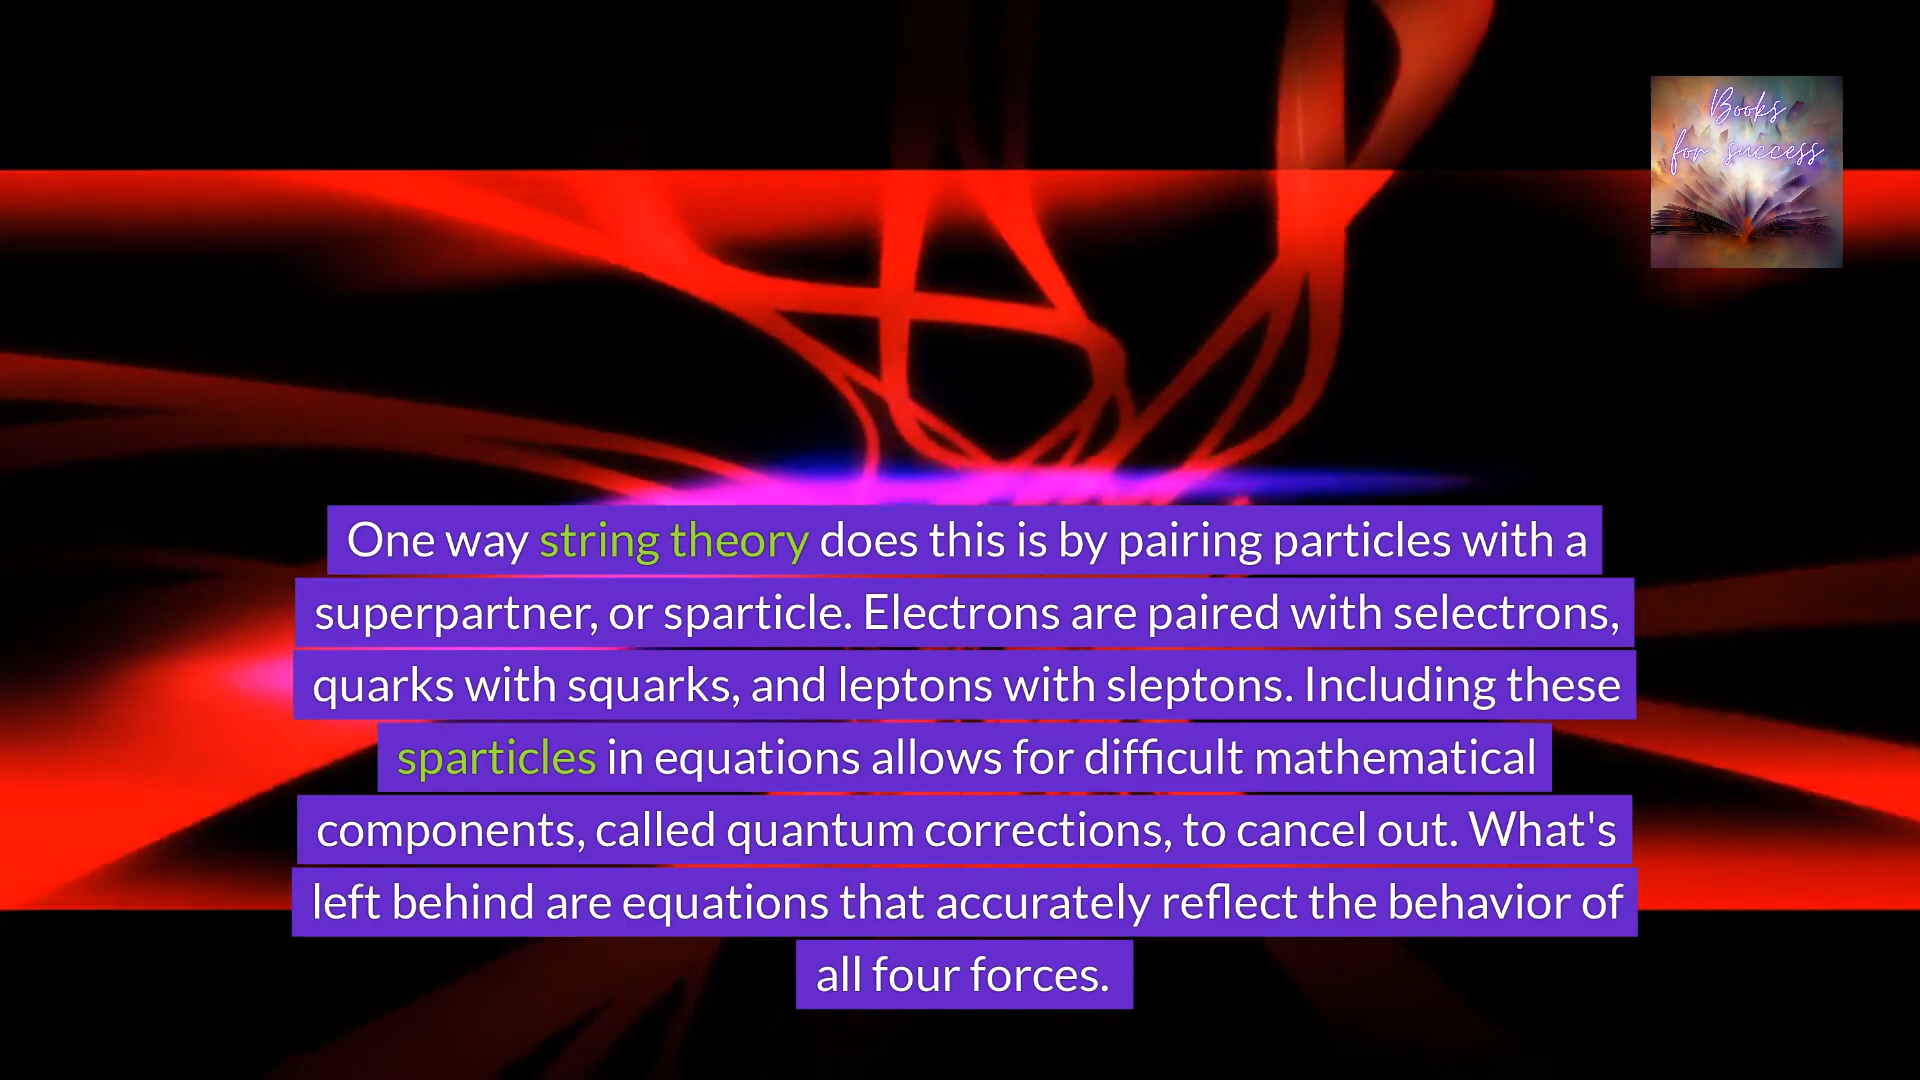 Books
for success
One way string theory does this is by pairing particles with a
superpartner, or sparticle. Electrons are paired with selectrons,
quarks with squarks, and leptons with sleptons. Including these
sparticles in equations allows for difficult mathematical
components, called quantum corrections, to cancel out. What's
left behind are equations that accurately reflect the behavior of
all four forces.